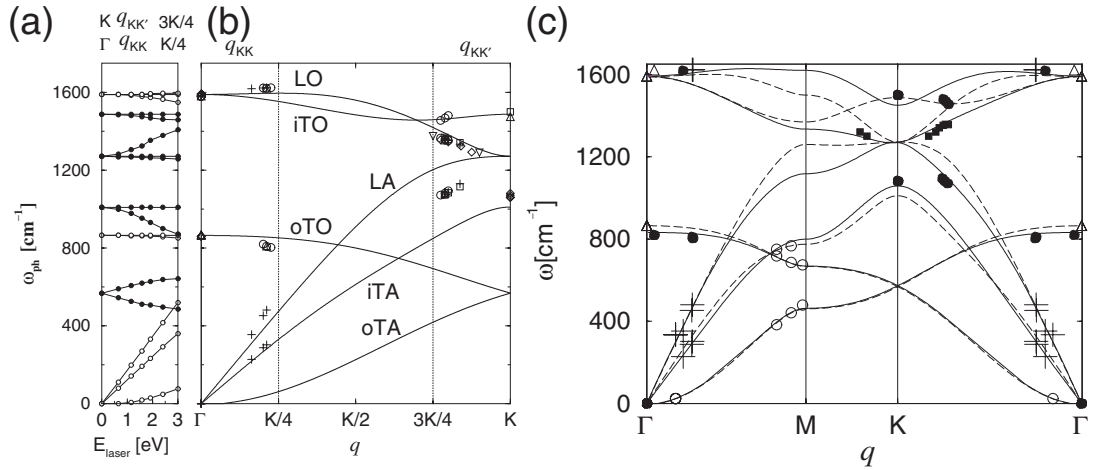 (a)
K q_KK' 3K/4
Γ q_KK K/4
(b)
q_KK
q_KK'
(c)
LO
iTO
LA
oTO
iTA
oTA
1600
1200
800
400
0
ω_ph [cm⁻¹]
0 1 2 3
E_laser [eV]
Γ K/4 K/2 3K/4 K
q
1600
1200
800
400
0
ω[cm⁻¹]
Γ M K Γ
q